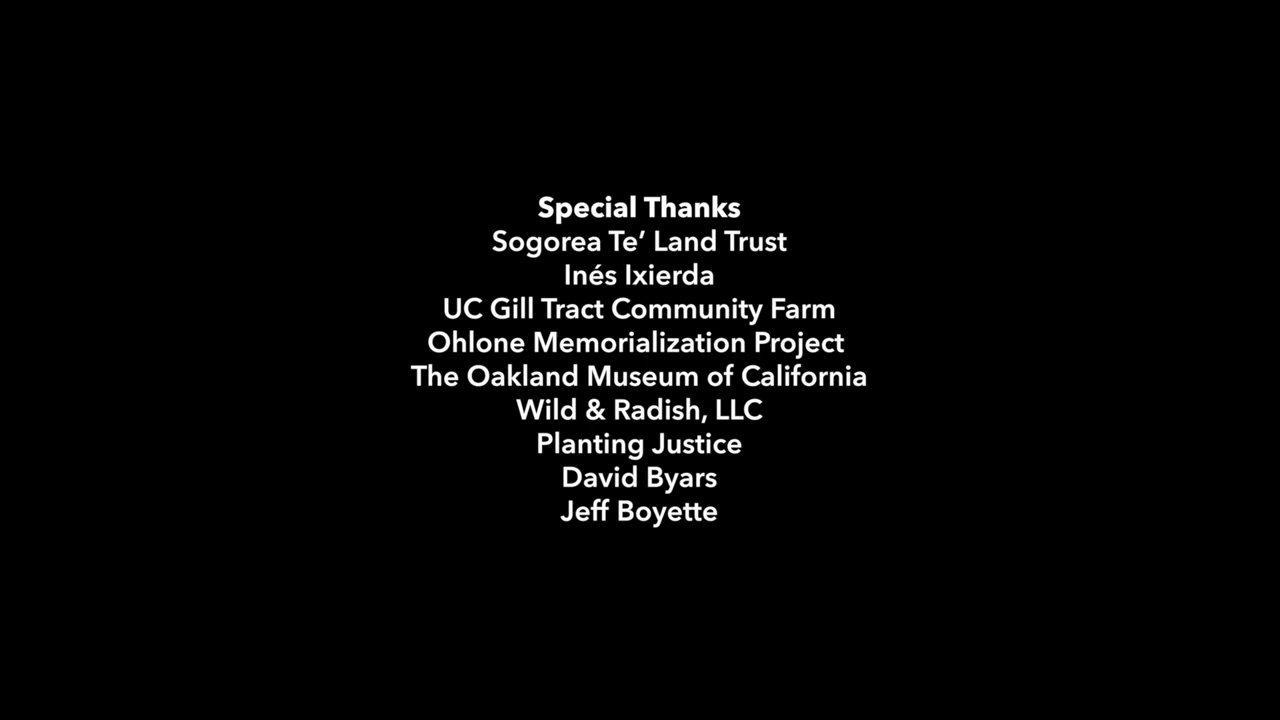 Special Thanks
Sogorea Te’ Land Trust
Inés Ixierda
UC Gill Tract Community Farm
Ohlone Memorialization Project
The Oakland Museum of California
Wild & Radish, LLC
Planting Justice
David Byars
Jeff Boyette